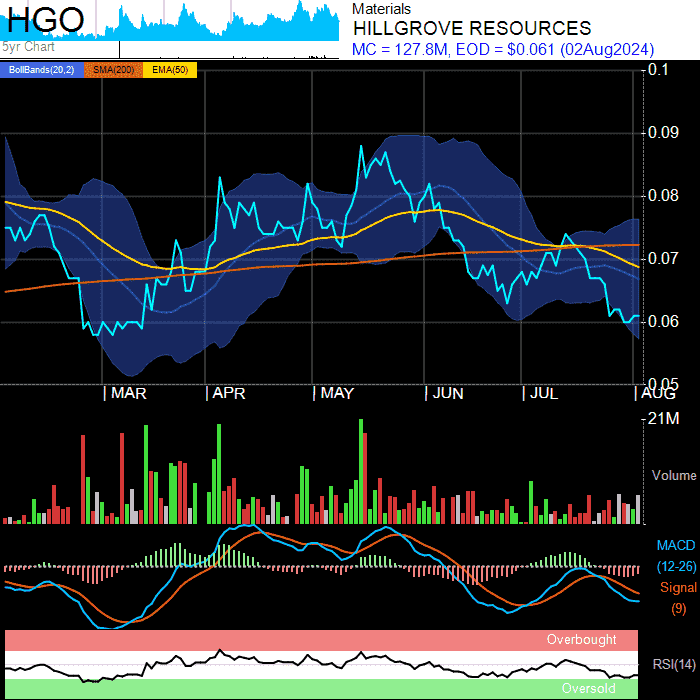 HGO
5yr Chart
Materials
HILLGROVE RESOURCES
MC = 127.8M, EOD = $0.061 (02Aug2024)
BollBands(20,2) SMA(200) EMA(50)
0.1
0.09
0.08
0.07
0.06
0.05
MAR APR MAY JUN JUL AUG
21M
Volume
MACD
(12-26)
Signal
(9)
Overbought
RSI(14)
Oversold